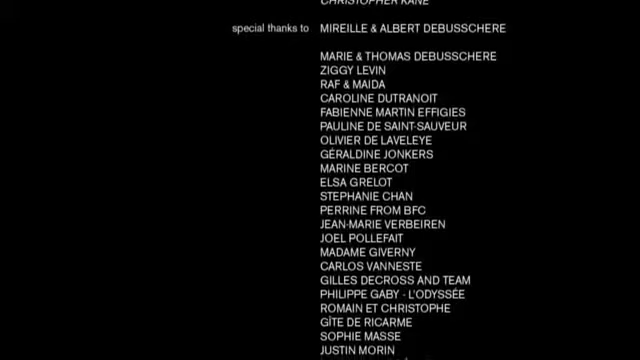 CHRISTOPHER KANE
special thanks to MIREILLE & ALBERT DEBUSSCHERE
MARIE & THOMAS DEBUSSCHERE
ZIGGY LEVIN
RAF & MAIDA
CAROLINE DUTRANOIT
FABIENNE MARTIN EFFIGIES
PAULINE DE SAINT-SAUVEUR
OLIVIER DE LAVELEYE
GÉRALDINE JONKERS
MARINE BERCOT
ELSA GRELOT
STEPHANIE CHAN
PERRINE FROM BFC
JEAN-MARIE VERBEIREN
JOEL POLLEFAIT
MADAME GIVERNY
CARLOS VANNESTE
GILLES DECROSS AND TEAM
PHILIPPE GABY - L'ODYSSÉE
ROMAIN ET CHRISTOPHE
GÎTE DE RICARME
SOPHIE MASSE
JUSTIN MORIN